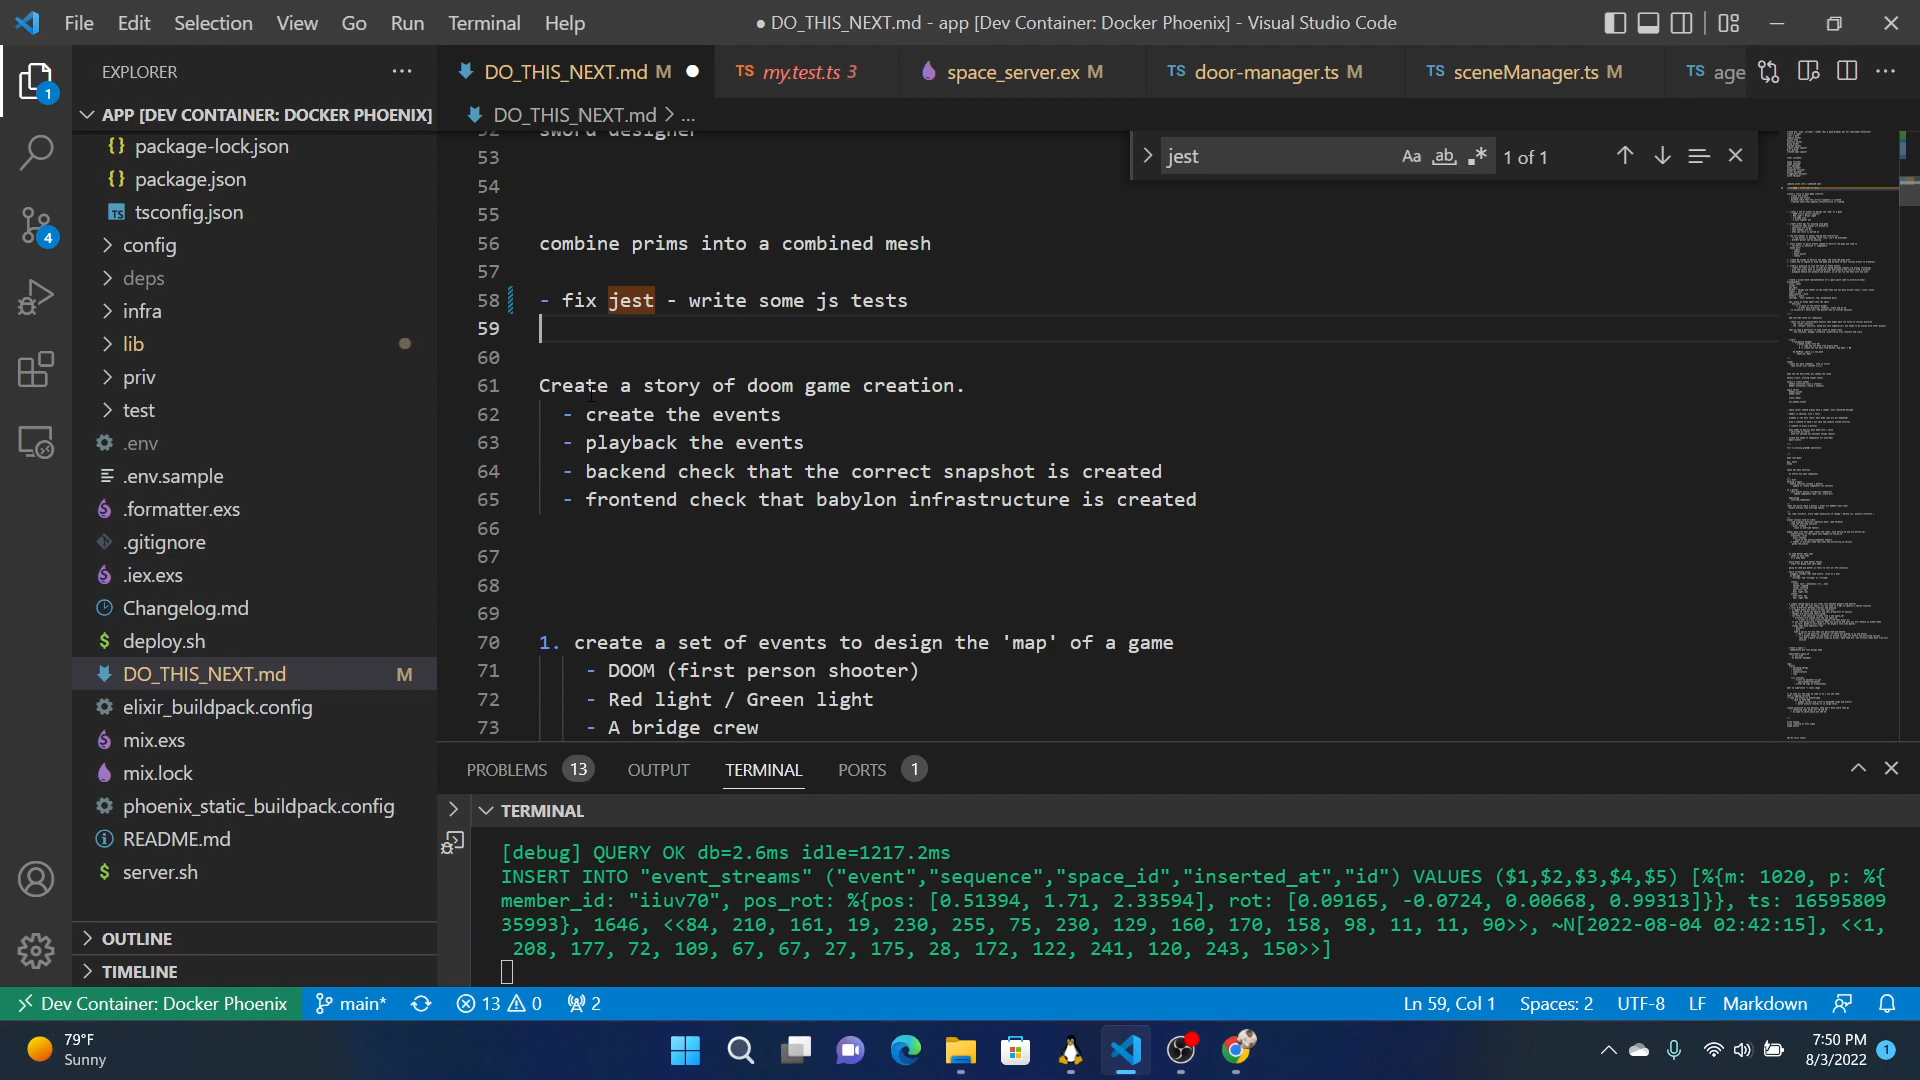 File Edit Selection View Go Run Terminal Help
● DO_THIS_NEXT.md - app [Dev Container: Docker Phoenix] - Visual Studio Code
EXPLORER
APP [DEV CONTAINER: DOCKER PHOENIX]
package-lock.json
package.json
tsconfig.json
config
deps
infra
lib
priv
test
.env
.env.sample
.formatter.exs
.gitignore
.iex.exs
Changelog.md
deploy.sh
DO_THIS_NEXT.md M
elixir_buildpack.config
mix.exs
mix.lock
phoenix_static_buildpack.config
README.md
server.sh
OUTLINE
TIMELINE
DO_THIS_NEXT.md M
TS my.test.ts 3
space_server.ex M
TS door-manager.ts M
TS sceneManager.ts M
TS age
DO_THIS_NEXT.md > ...
jest Aa ab 1 of 1
52 sword designer
53
54
55
56 combine prims into a combined mesh
57
58 - fix jest - write some js tests
59
60
61 Create a story of doom game creation.
62 - create the events
63 - playback the events
64 - backend check that the correct snapshot is created
65 - frontend check that babylon infrastructure is created
66
67
68
69
70 1. create a set of events to design the 'map' of a game
71 - DOOM (first person shooter)
72 - Red light / Green light
73 - A bridge crew
PROBLEMS 13 OUTPUT TERMINAL PORTS 1
TERMINAL
[debug] QUERY OK db=2.6ms idle=1217.2ms
INSERT INTO "event_streams" ("event","sequence","space_id","inserted_at","id") VALUES ($1,$2,$3,$4,$5) [%{m: 1020, p: %{
member_id: "iiuv70", pos_rot: %{pos: [0.51394, 1.71, 2.33594], rot: [0.09165, -0.0724, 0.00668, 0.99313]}}, ts: 16595809
35993}, 1646, <<84, 210, 161, 19, 230, 255, 75, 230, 129, 160, 170, 158, 98, 11, 11, 90>>, ~N[2022-08-04 02:42:15], <<1,
208, 177, 72, 109, 67, 67, 27, 175, 28, 172, 122, 241, 120, 243, 150>>]
Dev Container: Docker Phoenix main* 13 0 2
Ln 59, Col 1 Spaces: 2 UTF-8 LF Markdown
1
4
79°F
Sunny
7:50 PM
8/3/2022
1